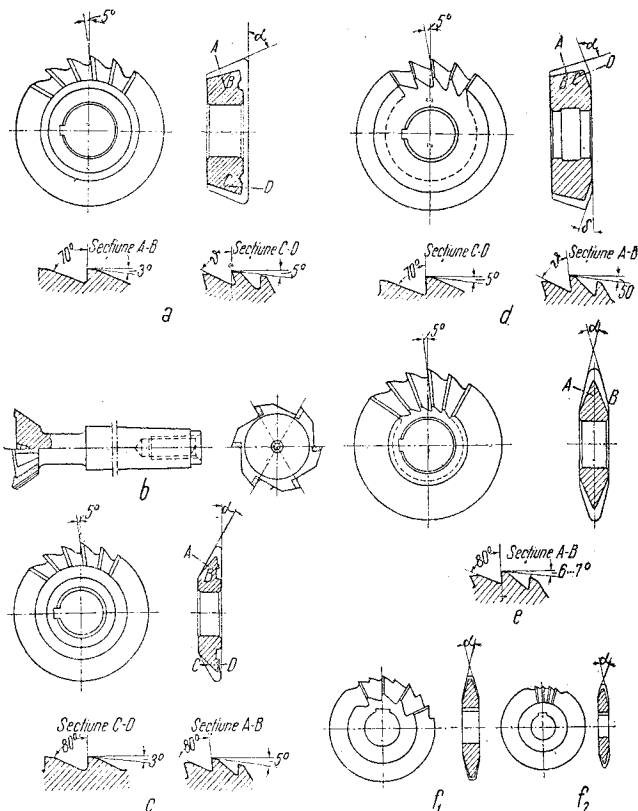 5° α 5° α
A B A B C D
C D δ
70° Sectiune A-B 3° ϑ Sectiune C-D 5° 70° Sectiune C-D 5° ϑ Sectiune A-B 50
a d
5° α
A B
b
5° α
A B
C D
80° Sectiune A-B 6...7°
e
Sectiune C-D Sectiune A-B
80° 3° 80° 5°
α α
c f₁ f₂